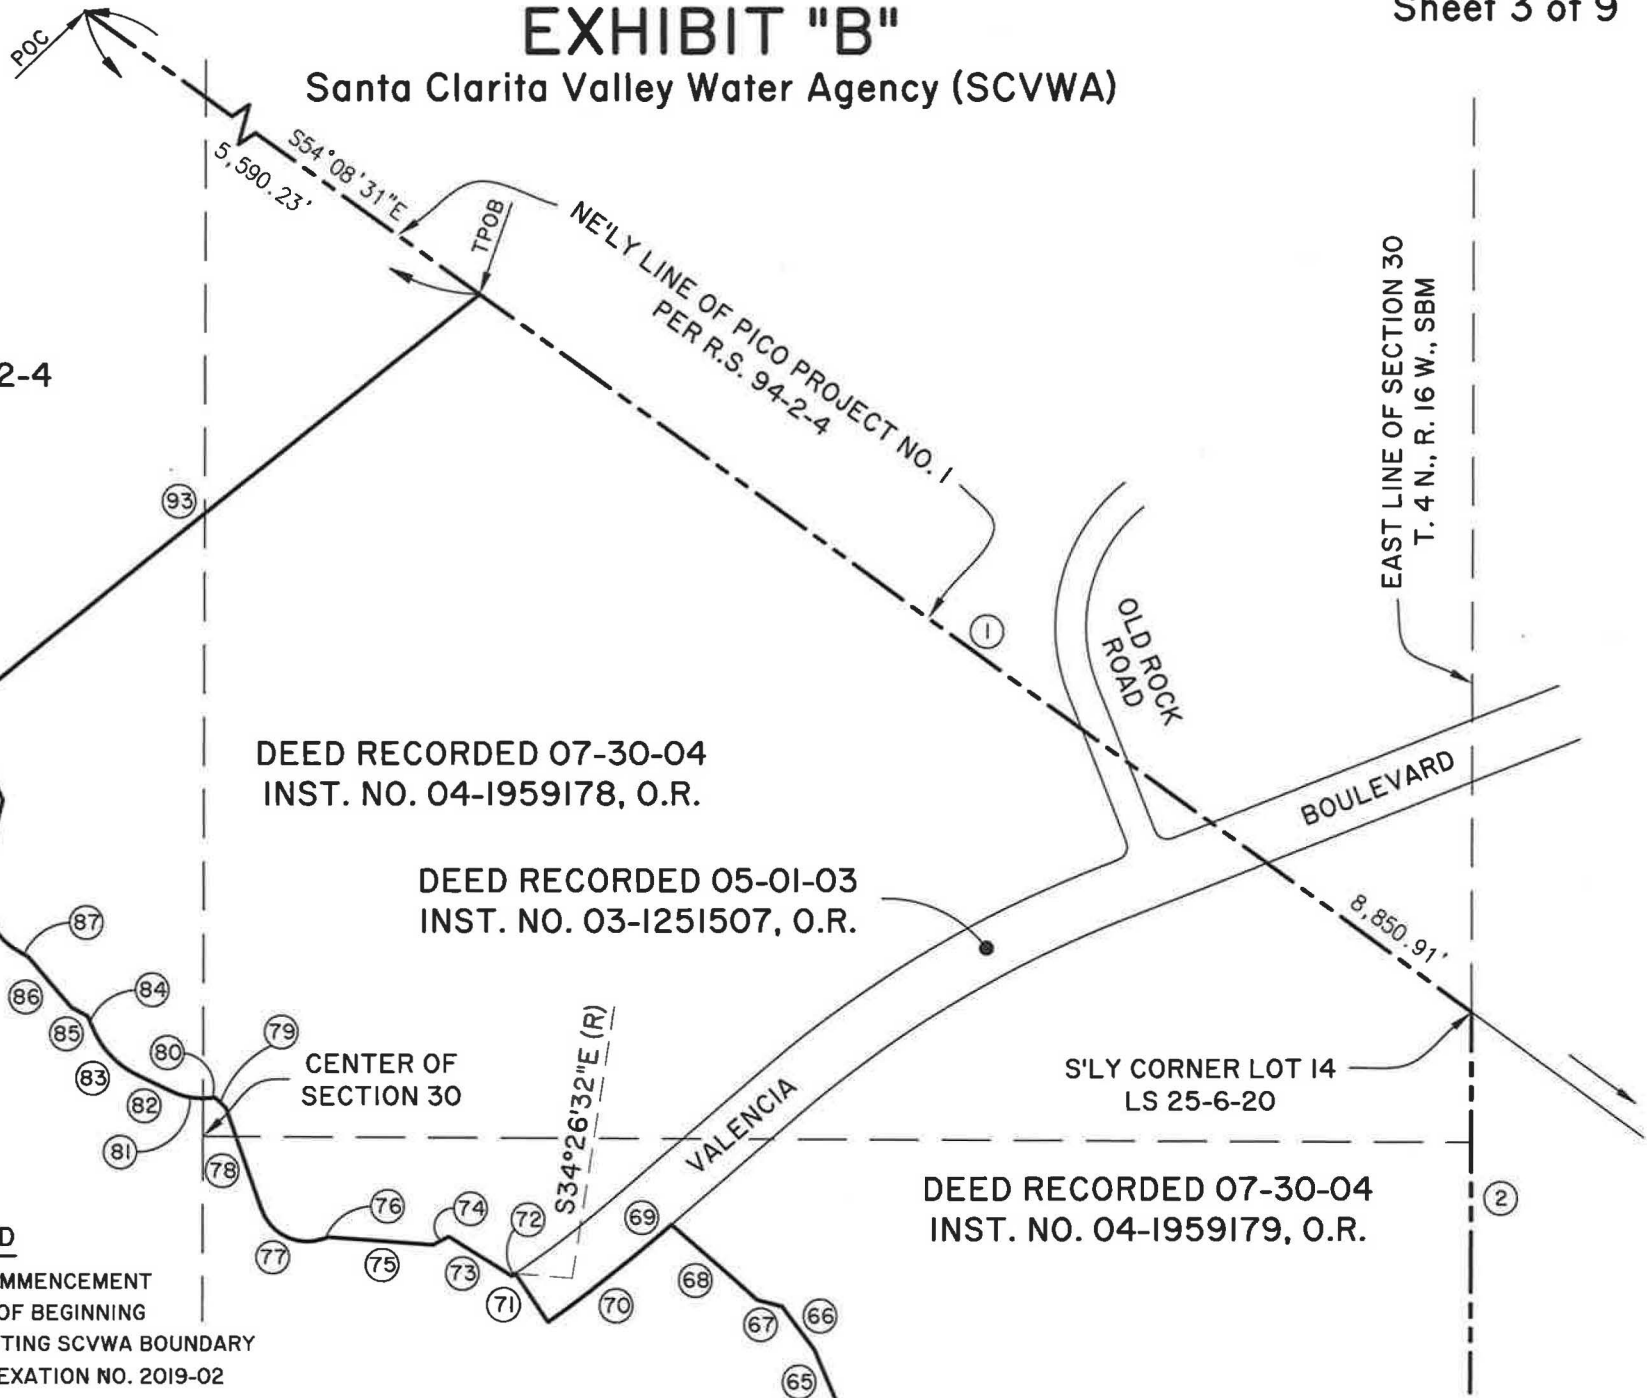 EXHIBIT "B"
Sheet 3 of 9
Santa Clarita Valley Water Agency (SCVWA)
POC
S54°08'31"E
5,590.23'
TPOB
NE'LY LINE OF PICO PROJECT NO. 1
PER R.S. 94-2-4
EAST LINE OF SECTION 30
T. 4 N., R. 16 W., SBM
2-4
93
1
OLD ROCK
ROAD
DEED RECORDED 07-30-04
INST. NO. 04-1959178, O.R.
BOULEVARD
DEED RECORDED 05-01-03
INST. NO. 03-1251507, O.R.
8,850.91'
87
86
84
85
80
79
83
82
81
CENTER OF
SECTION 30
S34°26'32"E (R)
VALENCIA
S'LY CORNER LOT 14
LS 25-6-20
78
DEED RECORDED 07-30-04
INST. NO. 04-1959179, O.R.
2
76
74
72
69
77
75
73
71
70
68
67
66
65
D
MMENCEMENT
OF BEGINNING
TING SCVWA BOUNDARY
EXATION NO. 2019-02